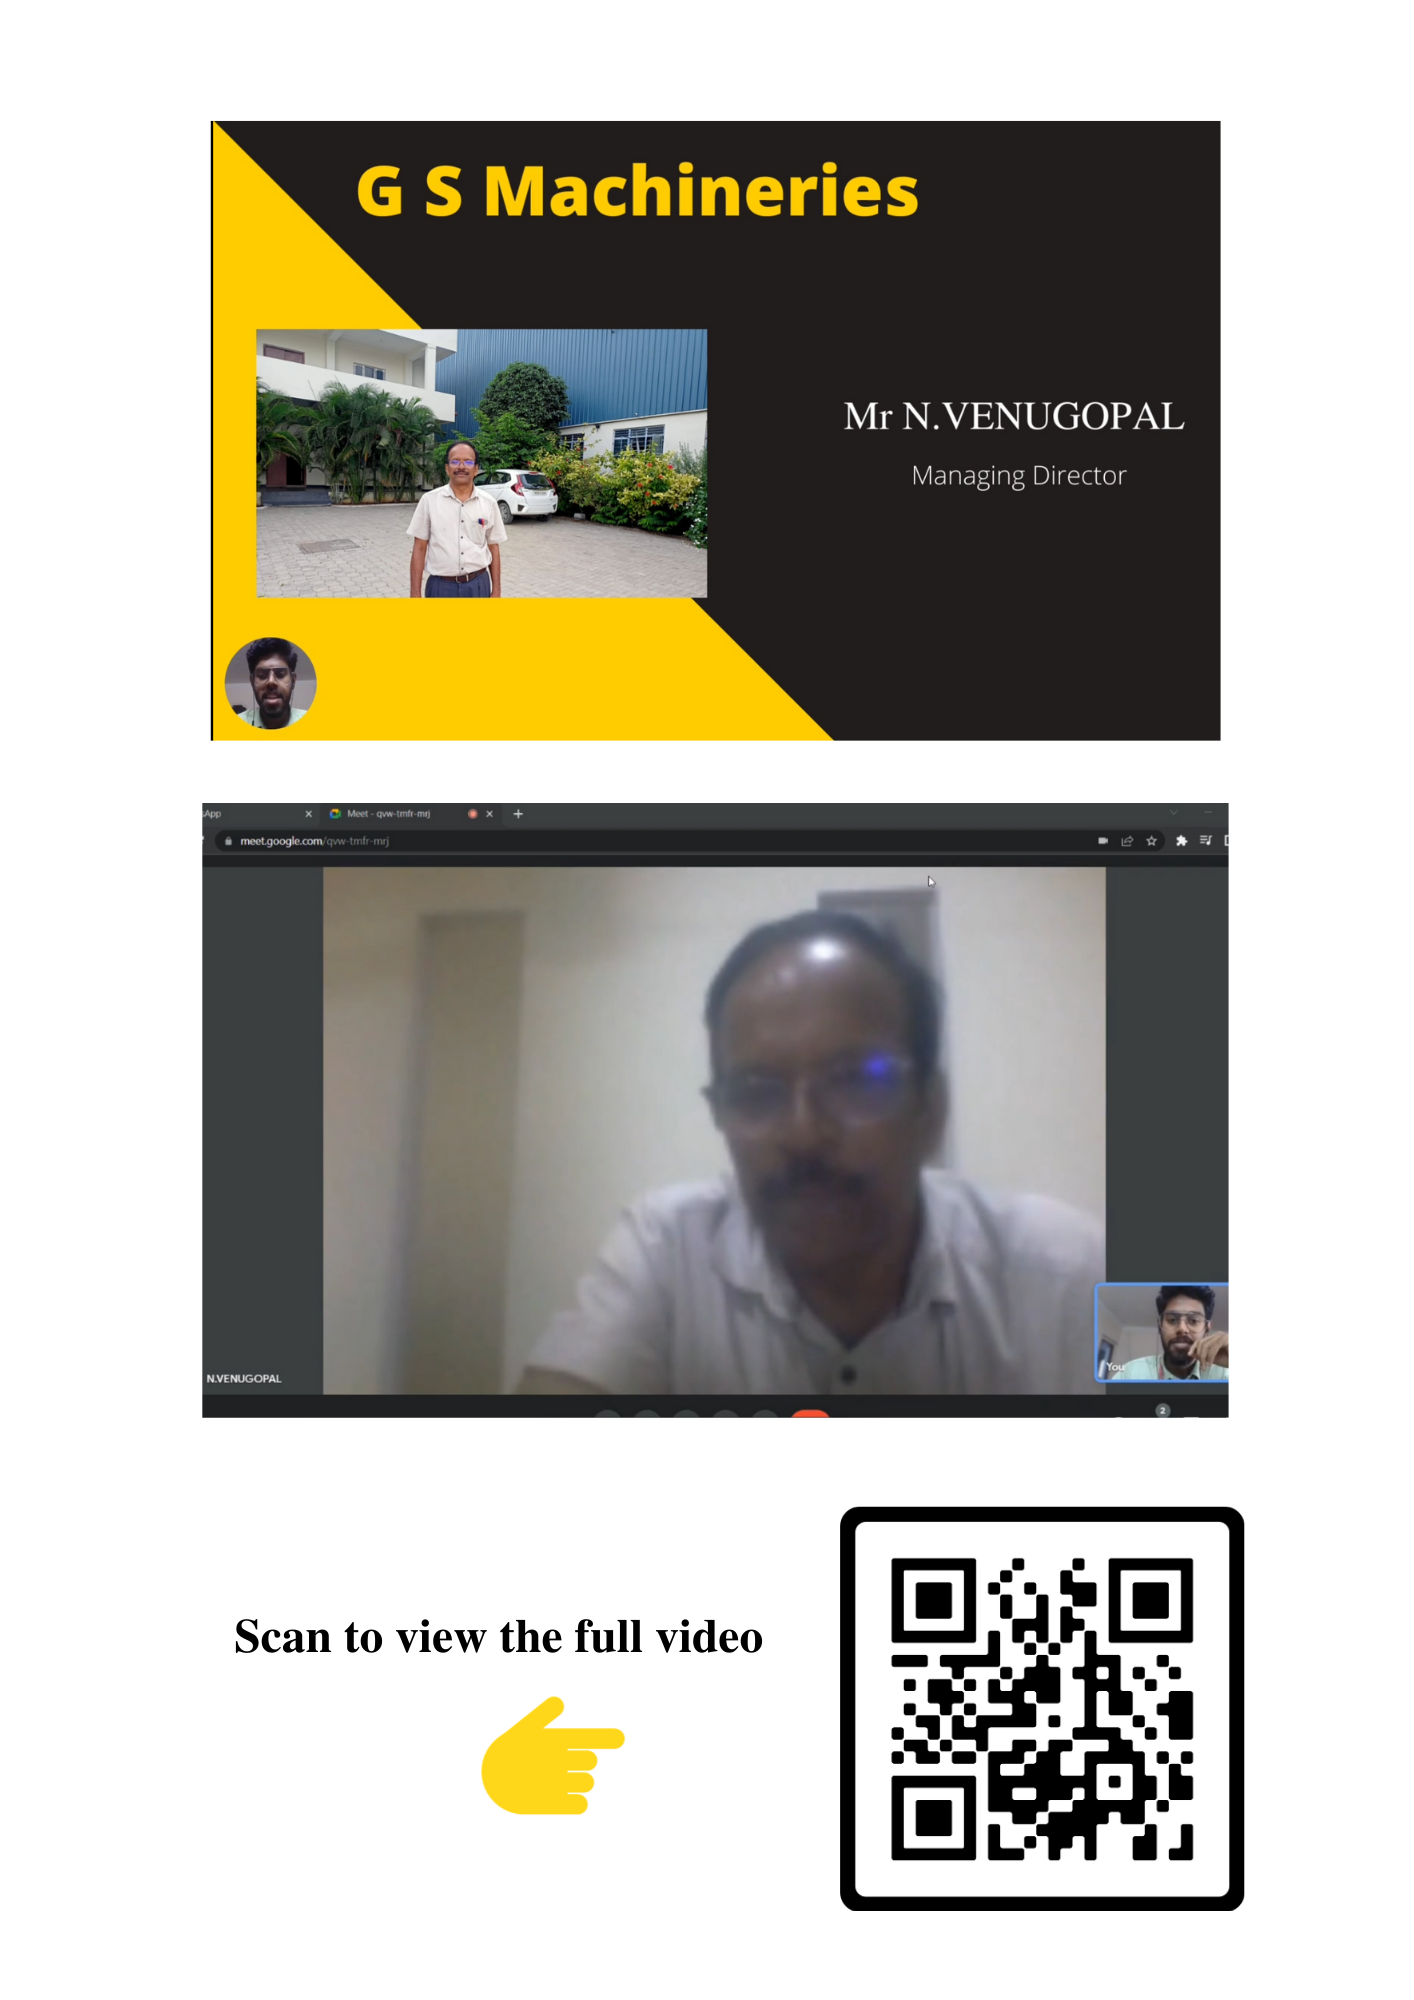 G S Machineries
Mr N.VENUGOPAL
Managing Director
sApp
Meet - qvw-tmfr-mrj
meet.google.com/qvw-tmfr-mrj
N.VENUGOPAL
You
2
Scan to view the full video